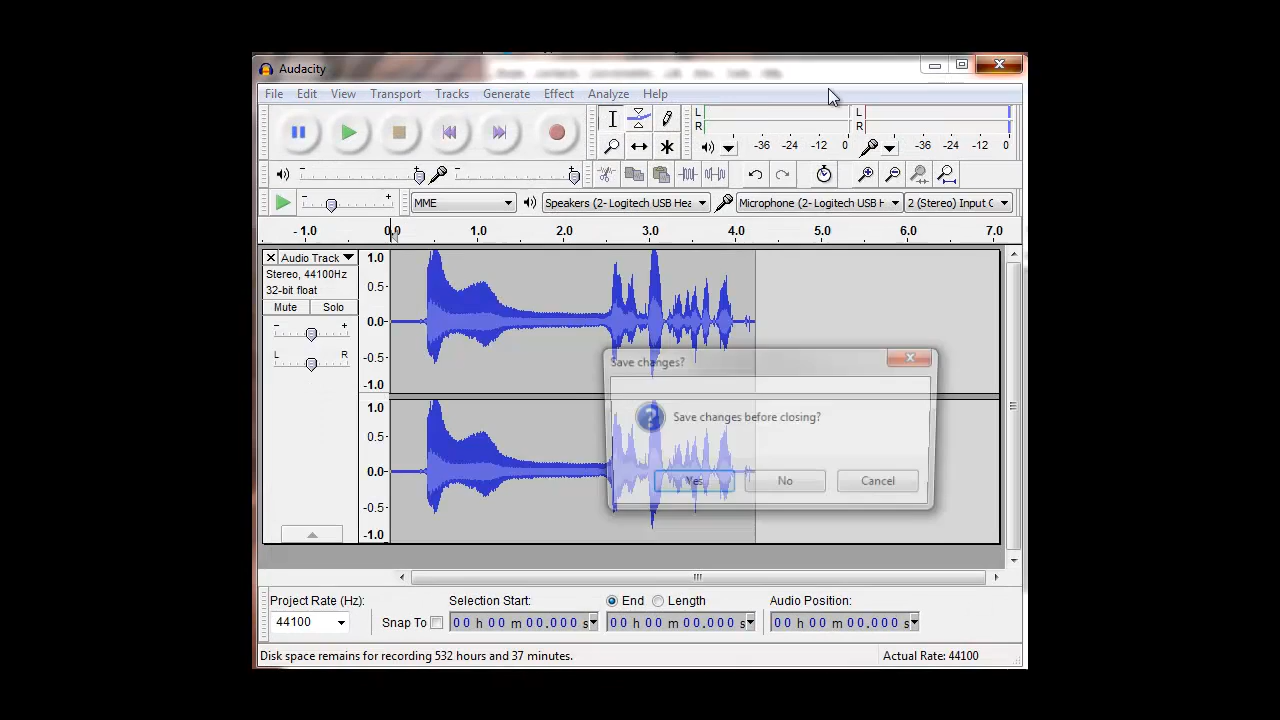 Audacity
File Edit View Transport Tracks Generate Effect Analyze Help
L
R
-36 -24 -12 0
L
R
-36 -24 -12 0
MME
Speakers (2- Logitech USB Hea
Microphone (2- Logitech USB H
2 (Stereo) Input C
- 1.0 0.0 1.0 2.0 3.0 4.0 5.0 6.0 7.0
Audio Track
Stereo, 44100Hz
32-bit float
Mute Solo
- +
L R
1.0
0.5-
0.0-
-0.5-
-1.0
1.0
0.5-
0.0-
-0.5-
-1.0
Save changes?
Save changes before closing?
Yes No Cancel
Project Rate (Hz): Selection Start: End Length Audio Position:
44100 Snap To 00 h 00 m 00.000 s 00 h 00 m 00.000 s 00 h 00 m 00.000 s
Disk space remains for recording 532 hours and 37 minutes. Actual Rate: 44100